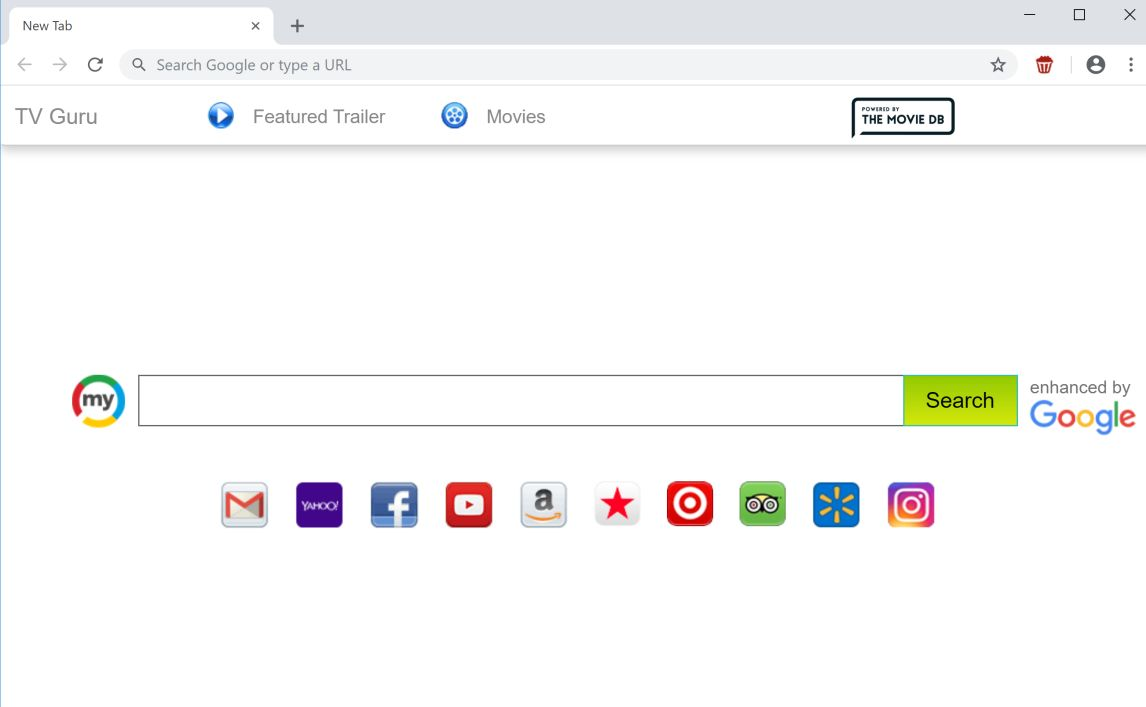 New Tab
Search Google or type a URL
TV Guru
Featured Trailer
Movies
POWERED BY
THE MOVIE DB
my
Search
enhanced by
Google
YAHOO!
f
a